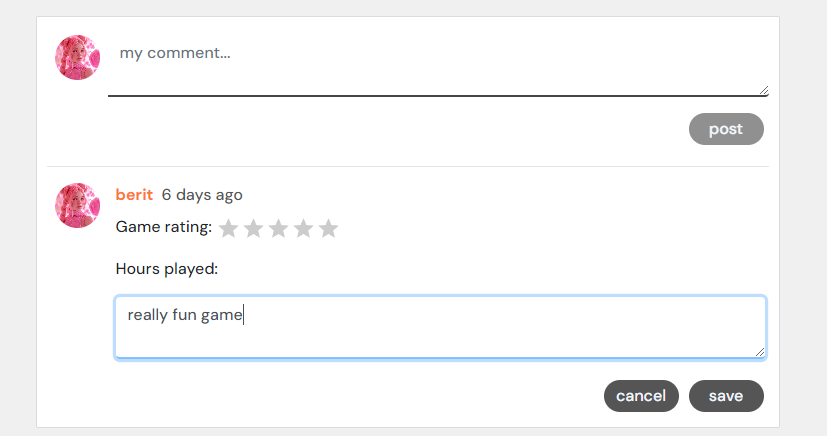 my comment...
post
berit 6 days ago
Game rating:
Hours played:
really fun game
cancel save